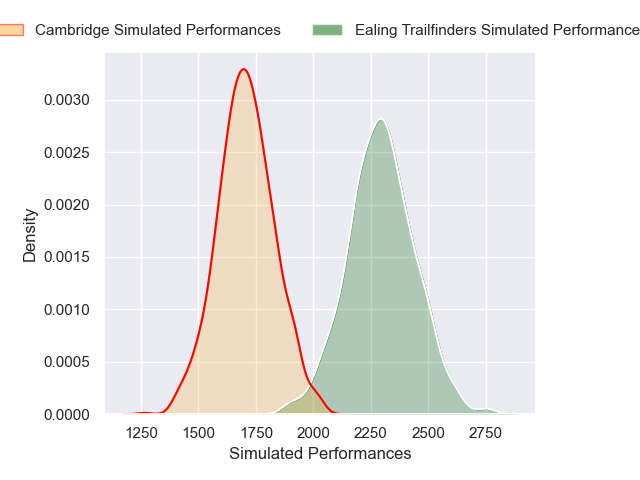 Cambridge Simulated Performances
Ealing Trailfinders Simulated Performance
0.0030
0.0025
0.0020
0.0015
0.0010
0.0005
0.0000
Density
1250 1500 1750 2000 2250 2500 2750
Simulated Performances